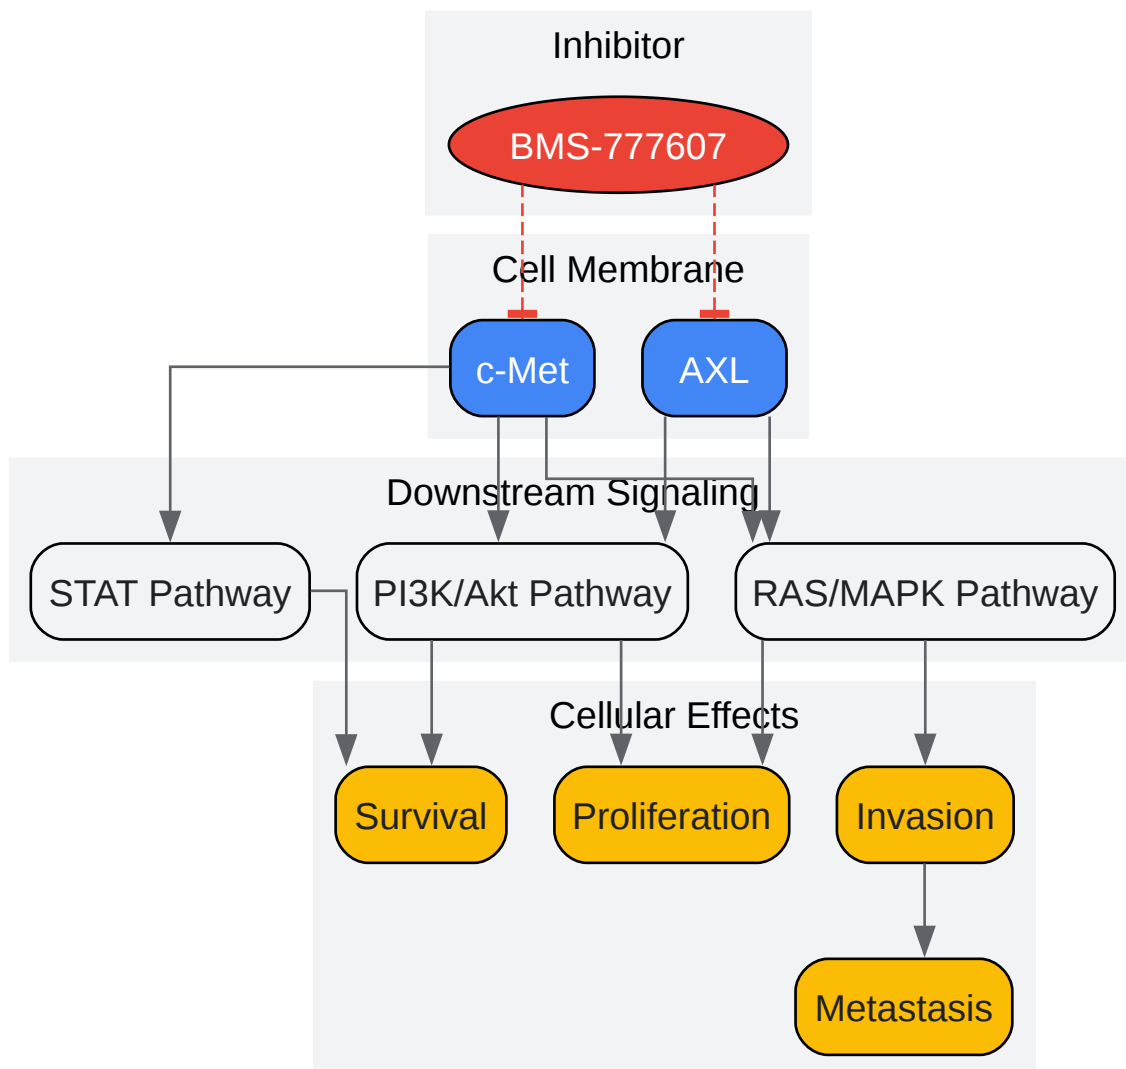 Inhibitor
BMS-777607
Cell Membrane
c-Met
AXL
Downstream Signaling
STAT Pathway
PI3K/Akt Pathway
RAS/MAPK Pathway
Cellular Effects
Survival
Proliferation
Invasion
Metastasis